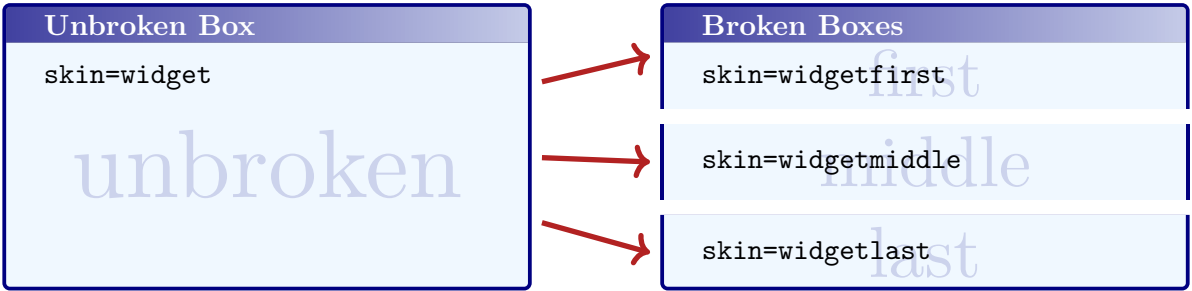 Unbroken Box
skin=widget
unbroken
Broken Boxes
first
skin=widgetfirst
middle
skin=widgetmiddle
last
skin=widgetlast